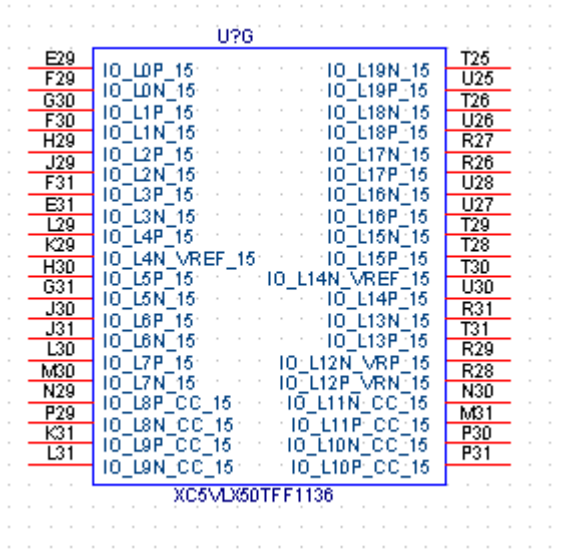 U?G
E29 IO_L0P_15 IO_L19N_15 T25
F29 IO_L0N_15 IO_L19P_15 U25
G30 IO_L1P_15 IO_L18N_15 T26
F30 IO_L1N_15 IO_L18P_15 U26
H29 IO_L2P_15 IO_L17N_15 R27
J29 IO_L2N_15 IO_L17P_15 R26
F31 IO_L3P_15 IO_L16N_15 U28
E31 IO_L3N_15 IO_L16P_15 U27
L29 IO_L4P_15 IO_L15N_15 T29
K29 IO_L4N_VREF_15 IO_L15P_15 T28
H30 IO_L5P_15 IO_L14N_VREF_15 T30
G31 IO_L5N_15 IO_L14P_15 U30
J30 IO_L6P_15 IO_L13N_15 R31
J31 IO_L6N_15 IO_L13P_15 T31
L30 IO_L7P_15 IO_L12N_VRP_15 R29
M30 IO_L7N_15 IO_L12P_VRN_15 R28
N29 IO_L8P_CC_15 IO_L11N_CC_15 N30
P29 IO_L8N_CC_15 IO_L11P_CC_15 M31
K31 IO_L9P_CC_15 IO_L10N_CC_15 P30
L31 IO_L9N_CC_15 IO_L10P_CC_15 P31
XC5VLX50TFF1136